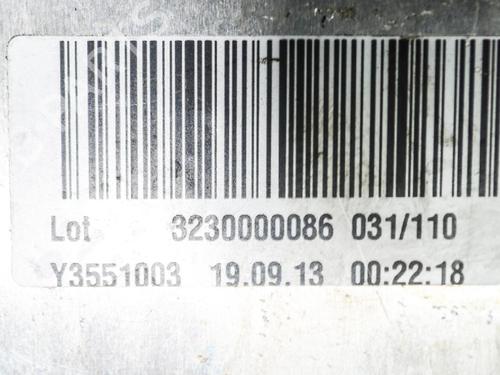 Lot 3230000086 031/110
Y3551003 19.09.13 00:22:18